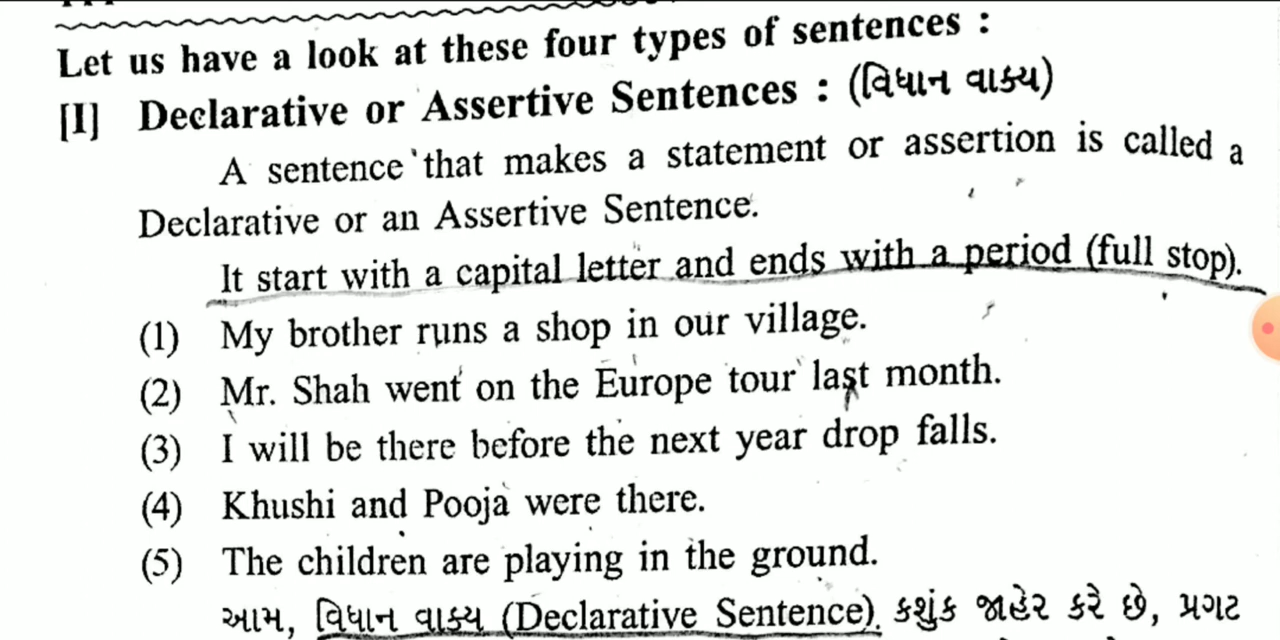 Let us have a look at these four types of sentences :
[I] Declarative or Assertive Sentences : (વિધાન વાક્ય)
A sentence that makes a statement or assertion is called a
Declarative or an Assertive Sentence.
It start with a capital letter and ends with a period (full stop).
(1) My brother runs a shop in our village.
(2) Mr. Shah went on the Europe tour last month.
(3) I will be there before the next year drop falls.
(4) Khushi and Pooja were there.
(5) The children are playing in the ground.
આમ, વિધાન વાક્ય (Declarative Sentence). કશુંક જાહેર કરે છે, પ્રગટ